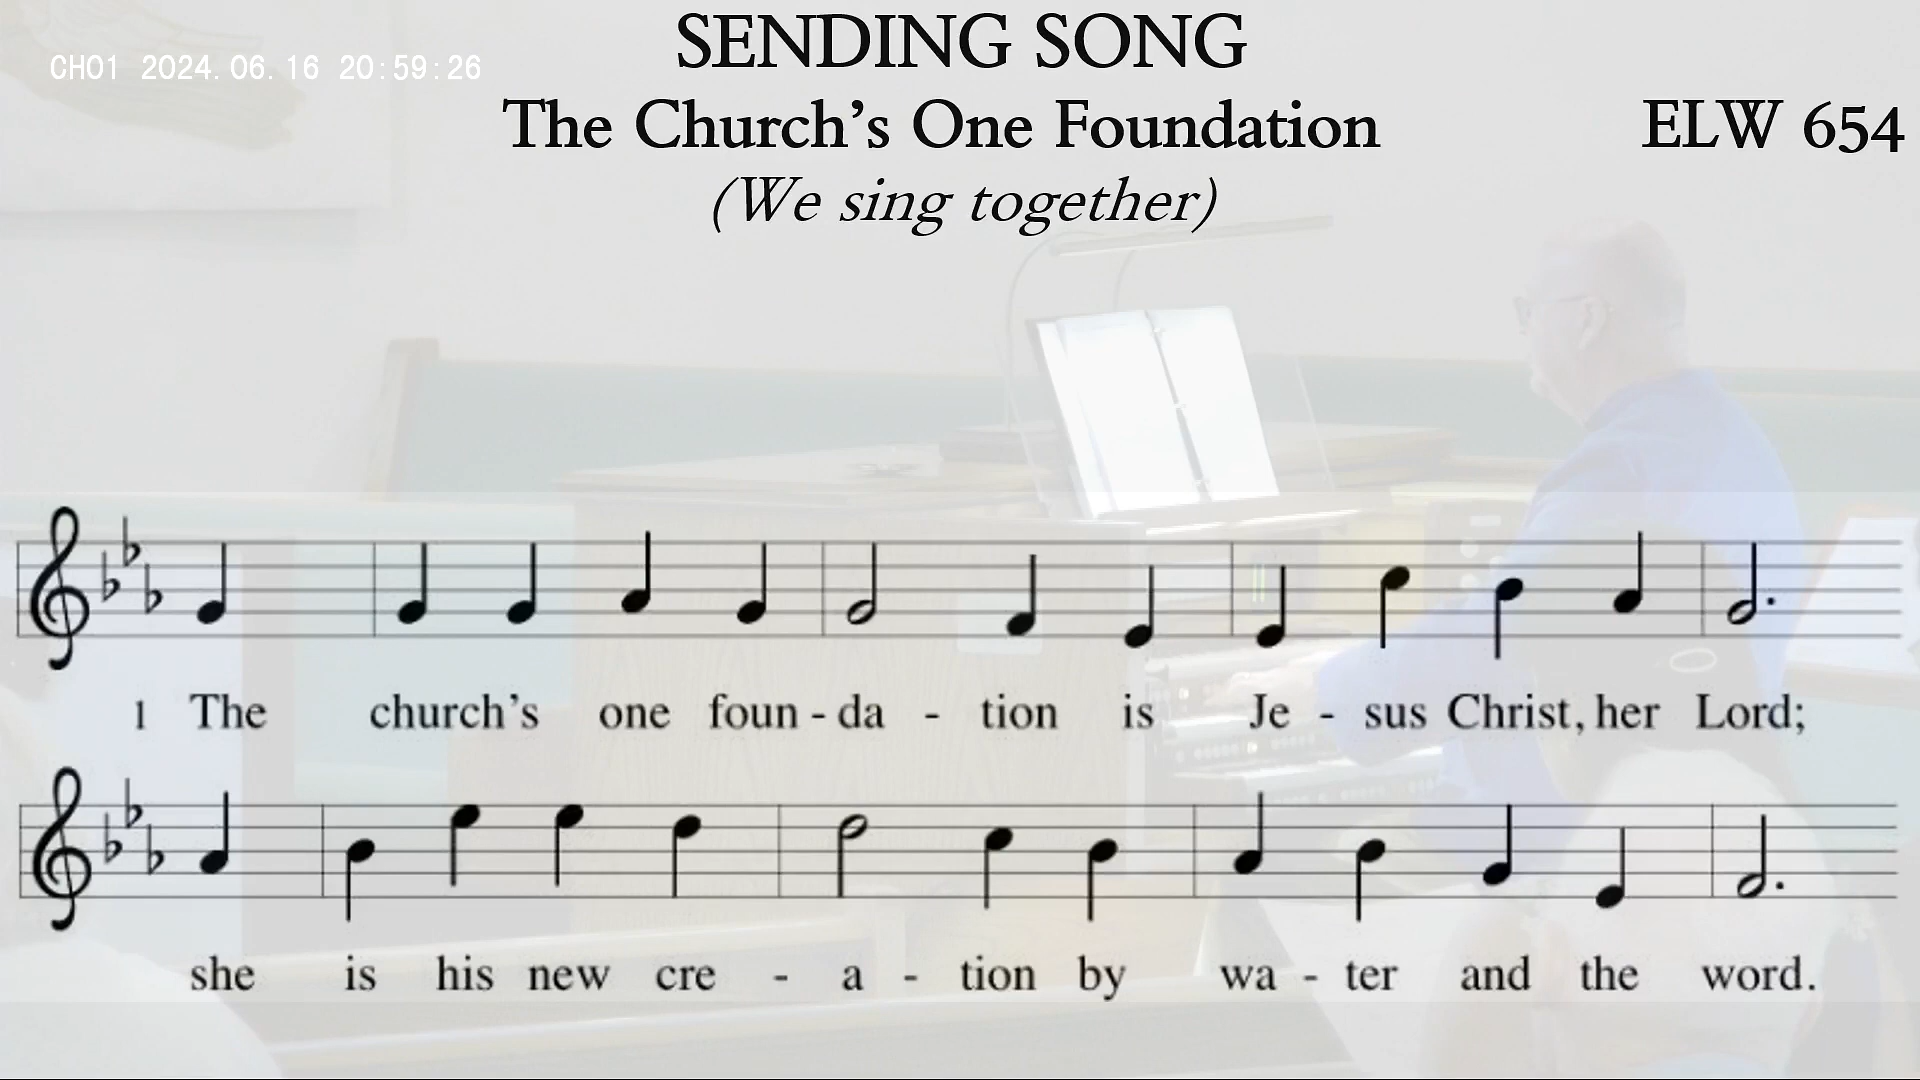 SENDING SONG
CH01 2024.06.16 20:59:26
The Church's One Foundation ELW 654
(We sing together)
1 The church's one foun - da - tion is Je - sus Christ, her Lord;
she is his new cre - a - tion by wa - ter and the word.